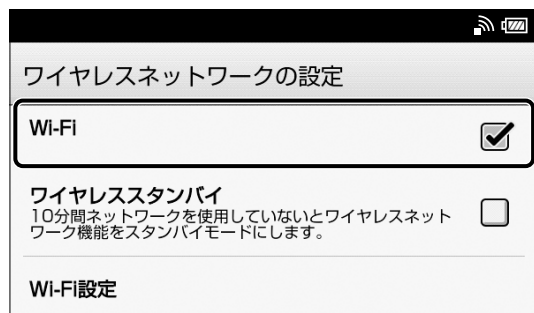 ワイヤレスネットワークの設定
Wi-Fi
ワイヤレススタンバイ
10分間ネットワークを使用していないとワイヤレスネット
ワーク機能をスタンバイモードにします。
Wi-Fi設定